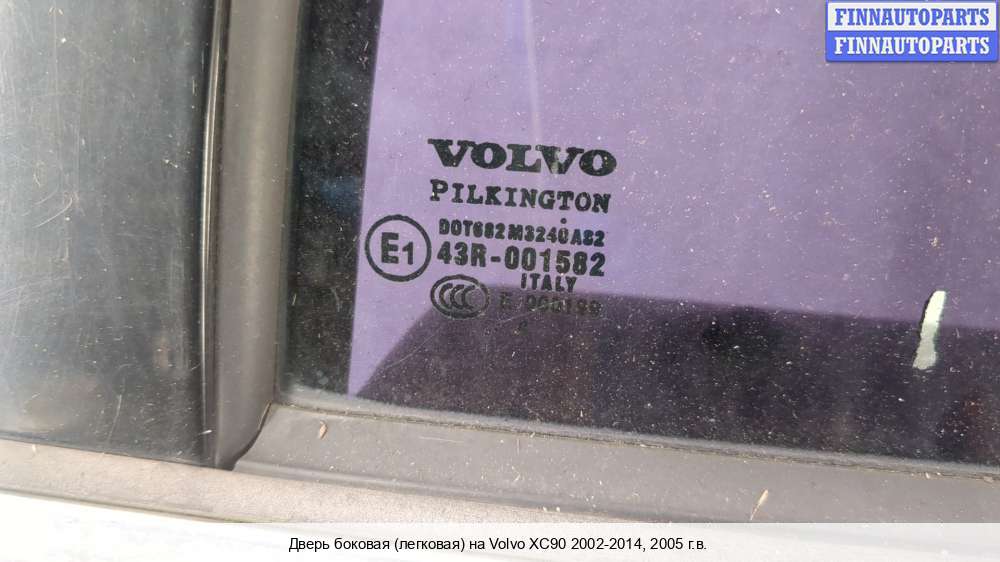 FINNAUTOPARTS
FINNAUTOPARTS
VOLVO
PILKINGTON
DOT682 M3240 AS2
E1
43R-001582
ITALY
CCC
E
Дверь боковая (легковая) на Volvo XC90 2002-2014, 2005 г.в.